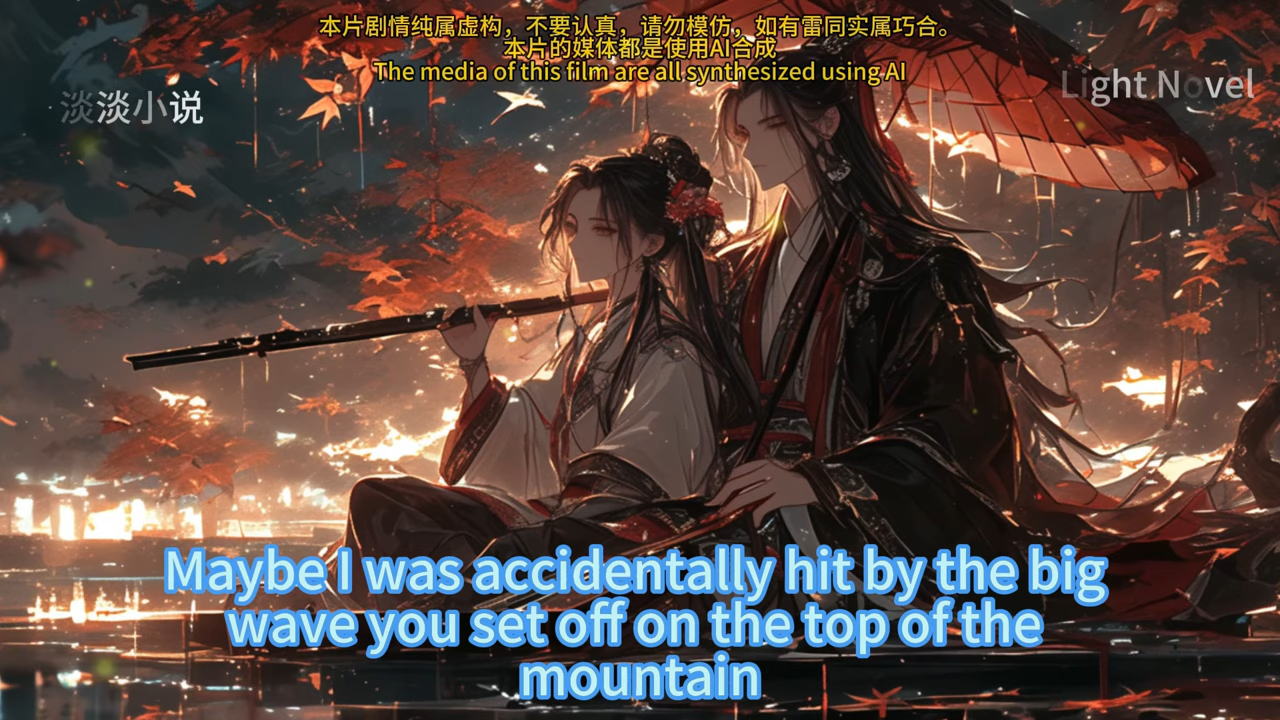 本片剧情纯属虚构，不要认真，请勿模仿，如有雷同实属巧合。
本片的媒体都是使用AI合成
The media of this film are all synthesized using AI
淡淡小说
Light Novel
Maybe I was accidentally hit by the big
wave you set off on the top of the
mountain